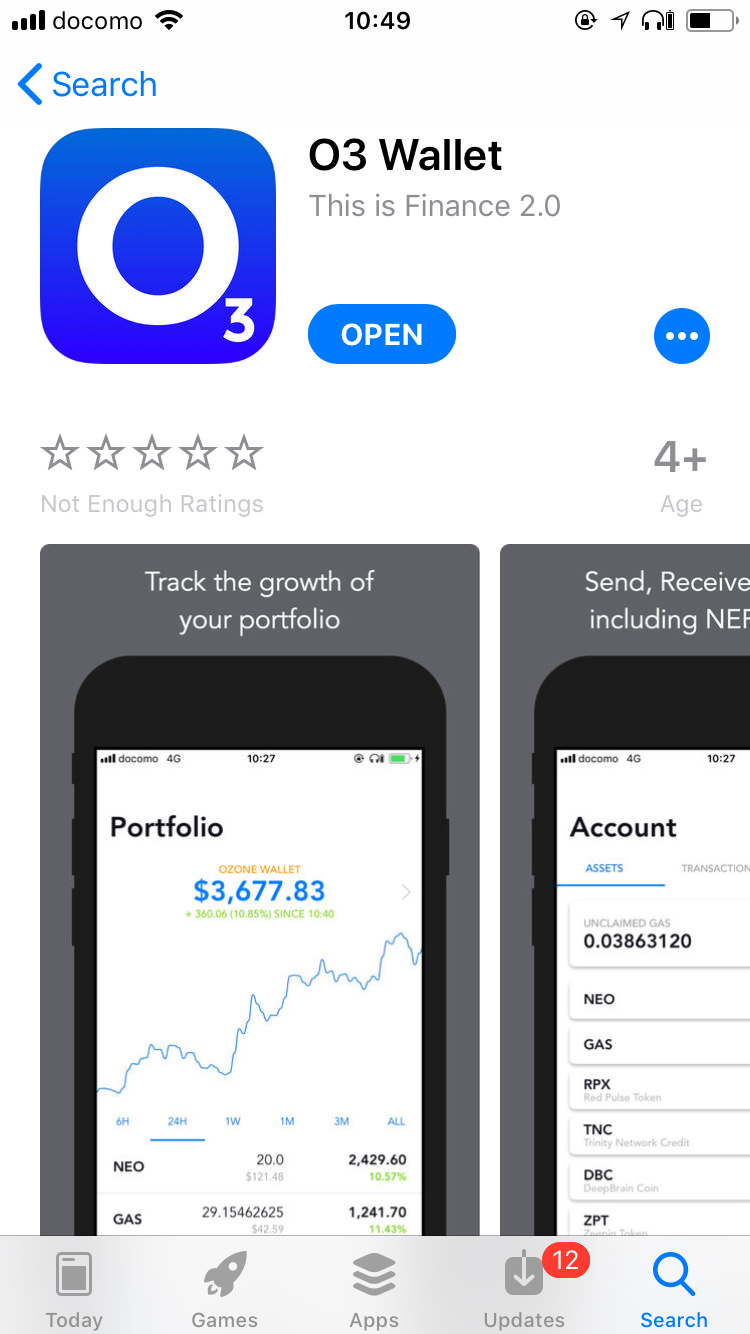 docomo 10:49
Search
O3 Wallet
This is Finance 2.0
O3
OPEN
Not Enough Ratings
4+
Age
Track the growth of
your portfolio
docomo 4G 10:27
Portfolio
OZONE WALLET
$3,677.83
+ 360.06 (10.85%) SINCE 10:40
6H 24H 1W 1M 3M ALL
NEO 20.0 2,429.60
$121.48 10.57%
GAS 29.15462625 1,241.70
$42.59 11.43%
Send, Receive
including NEP
docomo 4G 10:27
Account
ASSETS TRANSACTION
UNCLAIMED GAS
0.03863120
NEO
GAS
RPX
Red Pulse Token
TNC
Trinity Network Credit
DBC
DeepBrain Coin
ZPT
Zeepin Token
12
Today Games Apps Updates Search